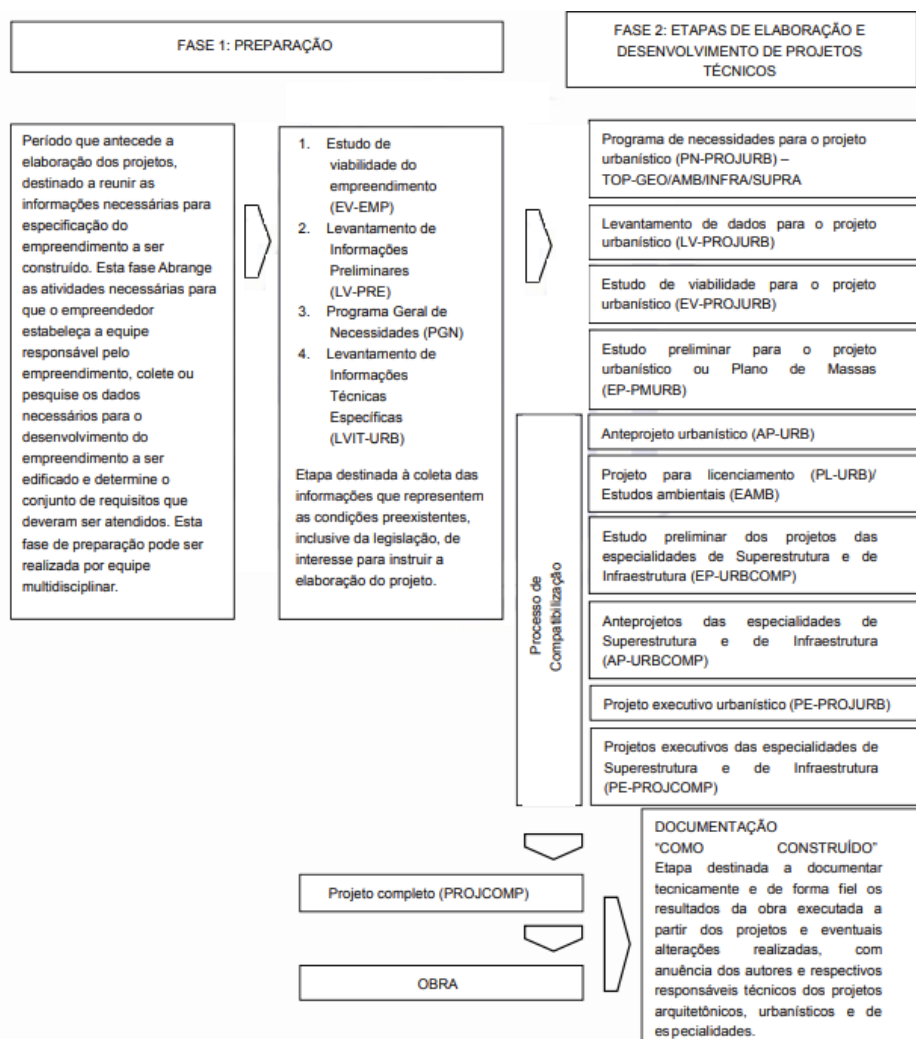 FASE 1: PREPARAÇÃO
FASE 2: ETAPAS DE ELABORAÇÃO E
DESENVOLVIMENTO DE PROJETOS
TÉCNICOS
Período que antecede a
elaboração dos projetos,
destinado a reunir as
informações necessárias para
especificação do
empreendimento a ser
construído. Esta fase Abrange
as atividades necessárias para
que o empreendedor
estabeleça a equipe
responsável pelo
empreendimento, colete ou
pesquise os dados
necessários para o
desenvolvimento do
empreendimento a ser
edificado e determine o
conjunto de requisitos que
deveram ser atendidos. Esta
fase de preparação pode ser
realizada por equipe
multidisciplinar.
1. Estudo de
viabilidade do
empreendimento
(EV-EMP)
2. Levantamento de
Informações
Preliminares
(LV-PRE)
3. Programa Geral de
Necessidades (PGN)
4. Levantamento de
Informações
Técnicas
Específicas
(LVIT-URB)
Etapa destinada à coleta das
informações que representem
as condições preexistentes,
inclusive da legislação, de
interesse para instruir a
elaboração do projeto.
Programa de necessidades para o projeto
urbanístico (PN-PROJURB) –
TOP-GEO/AMB/INFRA/SUPRA
Levantamento de dados para o projeto
urbanístico (LV-PROJURB)
Estudo de viabilidade para o projeto
urbanístico (EV-PROJURB)
Estudo preliminar para o projeto
urbanístico ou Plano de Massas
(EP-PMURB)
Processo de
Compatibilização
Anteprojeto urbanístico (AP-URB)
Projeto para licenciamento (PL-URB)/
Estudos ambientais (EAMB)
Estudo preliminar dos projetos das
especialidades de Superestrutura e de
Infraestrutura (EP-URBCOMP)
Anteprojetos das especialidades de
Superestrutura e de Infraestrutura
(AP-URBCOMP)
Projeto executivo urbanístico (PE-PROJURB)
Projetos executivos das especialidades de
Superestrutura e de Infraestrutura
(PE-PROJCOMP)
Projeto completo (PROJCOMP)
OBRA
DOCUMENTAÇÃO
"COMO CONSTRUÍDO"
Etapa destinada a documentar
tecnicamente e de forma fiel os
resultados da obra executada a
partir dos projetos e eventuais
alterações realizadas, com
anuência dos autores e respectivos
responsáveis técnicos dos projetos
arquitetônicos, urbanísticos e de
es pecialidades.